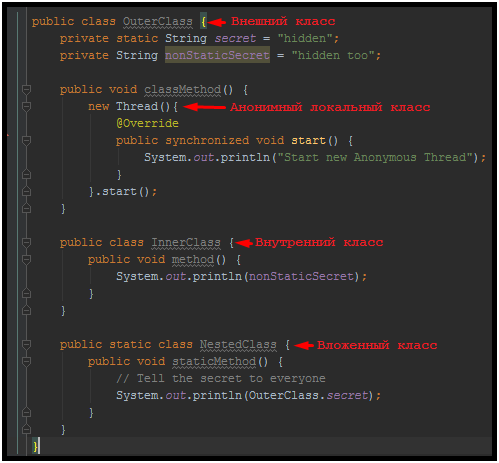 public class OuterClass { Внешний класс
private static String secret = "hidden";
private String nonStaticSecret = "hidden too";
public void classMethod() {
new Thread(){ Анонимный локальный класс
@Override
public synchronized void start() {
System.out.println("Start new Anonymous Thread");
}
}.start();
}
public class InnerClass { Внутренний класс
public void method() {
System.out.println(nonStaticSecret);
}
}
public static class NestedClass { Вложенный класс
public void staticMethod() {
// Tell the secret to everyone
System.out.println(OuterClass.secret);
}
}
}